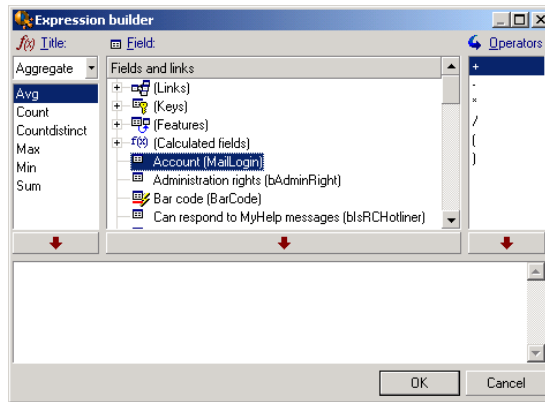 Expression builder
f(x) Title:
Field:
Operators
Aggregate
Fields and links
+
Avg
(Links)
-
Count
(Keys)
*
Countdistinct
(Features)
/
Max
f(x) (Calculated fields)
(
Min
Account (MailLogin)
)
Sum
Administration rights (bAdminRight)
Bar code (BarCode)
Can respond to MyHelp messages (bIsRCHotliner)
OK
Cancel